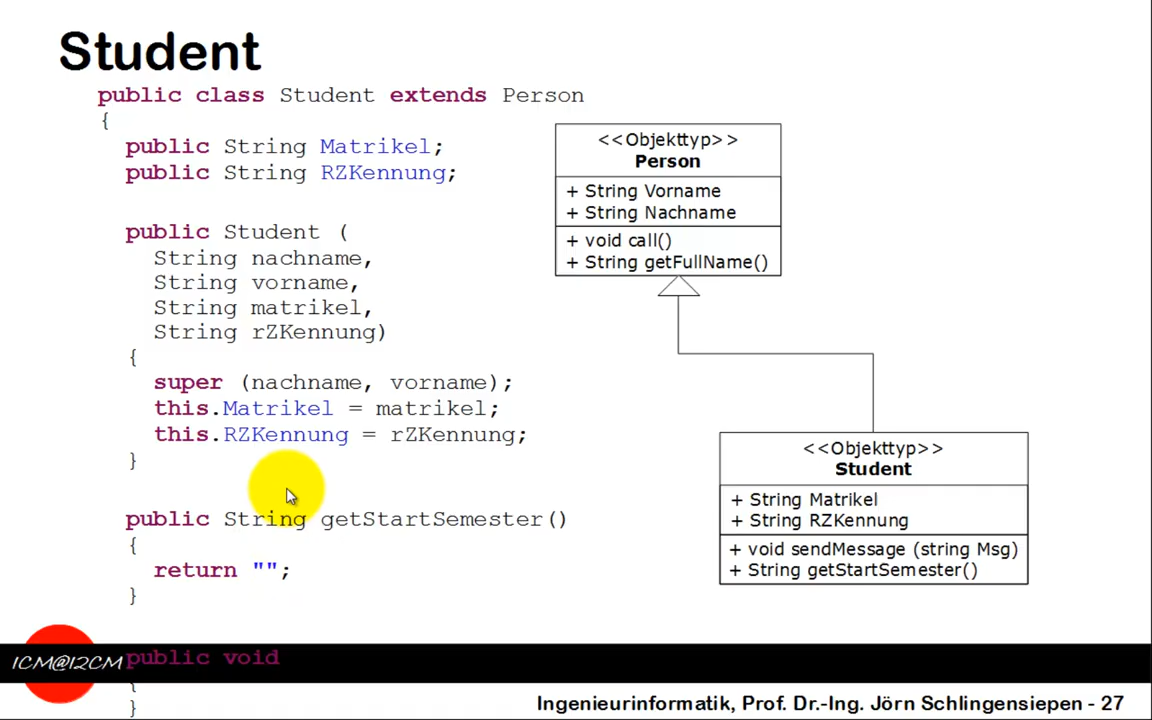 Student
public class Student extends Person
{
public String Matrikel;
public String RZKennung;
public Student (
String nachname,
String vorname,
String matrikel,
String rZKennung)
{
super (nachname, vorname);
this.Matrikel = matrikel;
this.RZKennung = rZKennung;
}
public String getStartSemester()
{
return "";
}
public void
{
}
<<Objekttyp>>
Person
+ String Vorname
+ String Nachname
+ void call()
+ String getFullName()
<<Objekttyp>>
Student
+ String Matrikel
+ String RZKennung
+ void sendMessage (string Msg)
+ String getStartSemester()
1CM@12CM
Ingenieurinformatik, Prof. Dr.-Ing. Jörn Schlingensiepen - 27